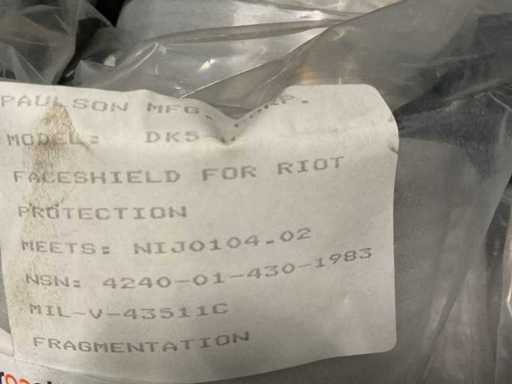 PAULSON MFG. CORP.
MODEL: DK5
FACESHIELD FOR RIOT
PROTECTION
MEETS: NIJ0104.02
NSN: 4240-01-430-1983
MIL-V-43511C
FRAGMENTATION